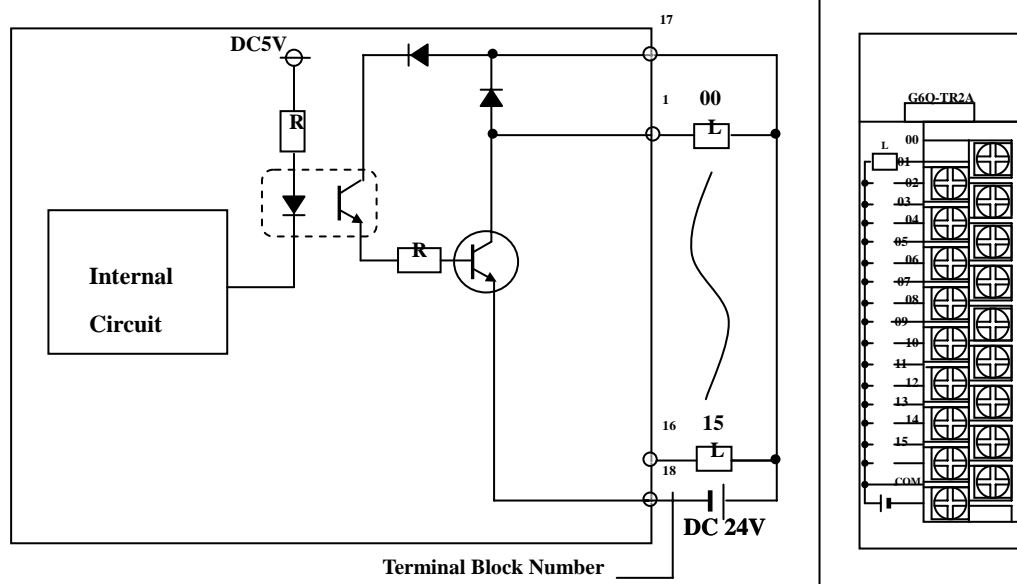 17
DC5V
R
1
00
L
R
Internal
Circuit
16
15
L
18
DC 24V
Terminal Block Number
G6Q-TR2A
00
L
01
02
03
04
05
06
07
08
09
10
11
12
13
14
15
COM